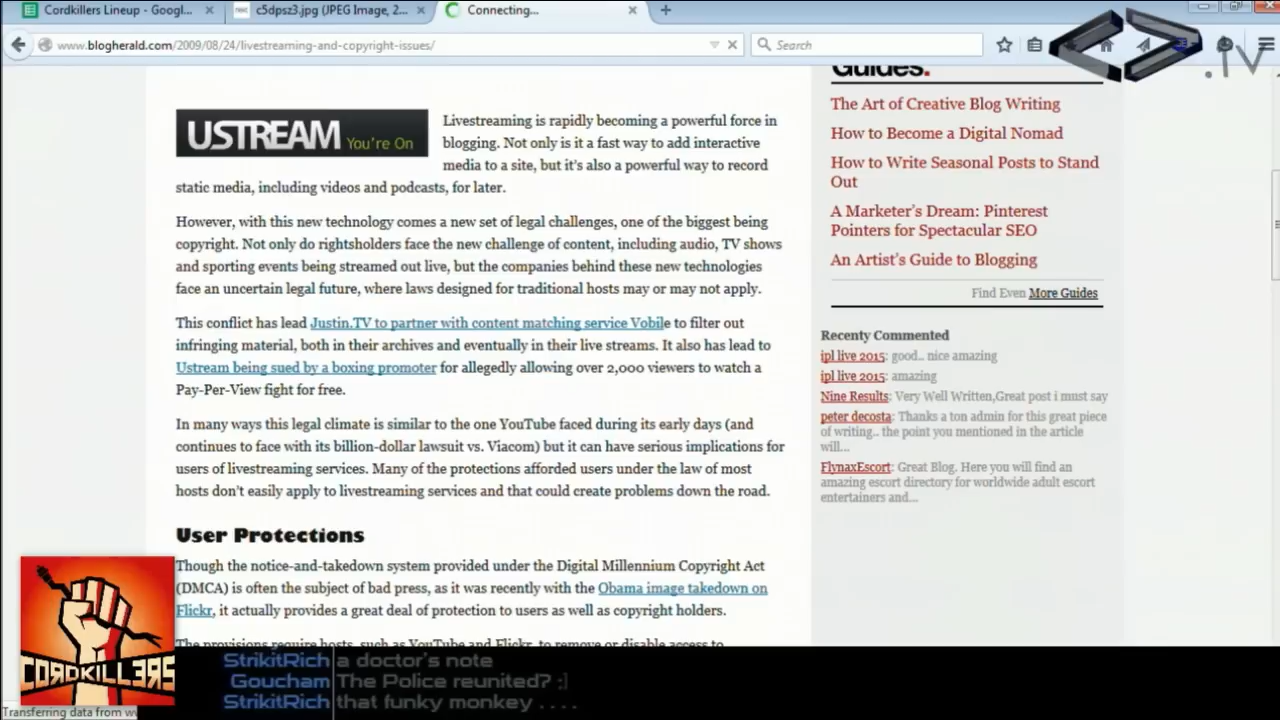 Cordkillers Lineup - Googl...
c5dpsz3.jpg (JPEG Image, 2...
Connecting...
www.blogherald.com/2009/08/24/livestreaming-and-copyright-issues/
Search
.TV
USTREAM You're On
Livestreaming is rapidly becoming a powerful force in
blogging. Not only is it a fast way to add interactive
media to a site, but it's also a powerful way to record
static media, including videos and podcasts, for later.
However, with this new technology comes a new set of legal challenges, one of the biggest being
copyright. Not only do rightsholders face the new challenge of content, including audio, TV shows
and sporting events being streamed out live, but the companies behind these new technologies
face an uncertain legal future, where laws designed for traditional hosts may or may not apply.
This conflict has lead Justin.TV to partner with content matching service Vobile to filter out
infringing material, both in their archives and eventually in their live streams. It also has lead to
Ustream being sued by a boxing promoter for allegedly allowing over 2,000 viewers to watch a
Pay-Per-View fight for free.
In many ways this legal climate is similar to the one YouTube faced during its early days (and
continues to face with its billion-dollar lawsuit vs. Viacom) but it can have serious implications for
users of livestreaming services. Many of the protections afforded users under the law of most
hosts don't easily apply to livestreaming services and that could create problems down the road.
User Protections
Though the notice-and-takedown system provided under the Digital Millennium Copyright Act
(DMCA) is often the subject of bad press, as it was recently with the Obama image takedown on
Flickr, it actually provides a great deal of protection to users as well as copyright holders.
The provisions require hosts, such as YouTube and Flickr, to remove or disable access to
Guides.
The Art of Creative Blog Writing
How to Become a Digital Nomad
How to Write Seasonal Posts to Stand
Out
A Marketer's Dream: Pinterest
Pointers for Spectacular SEO
An Artist's Guide to Blogging
Find Even More Guides
Recently Commented
ipl live 2015: good.. nice amazing
ipl live 2015: amazing
Nine Results: Very Well Written,Great post i must say
peter decosta: Thanks a ton admin for this great piece
of writing.. the point you mentioned in the article
will...
FlynaxEscort: Great Blog. Here you will find an
amazing escort directory for worldwide adult escort
entertainers and...
CORDKILLERS
StrikitRich a doctor's note
Goucham The Police reunited? ;]
StrikitRich that funky monkey . . . .
Transferring data from